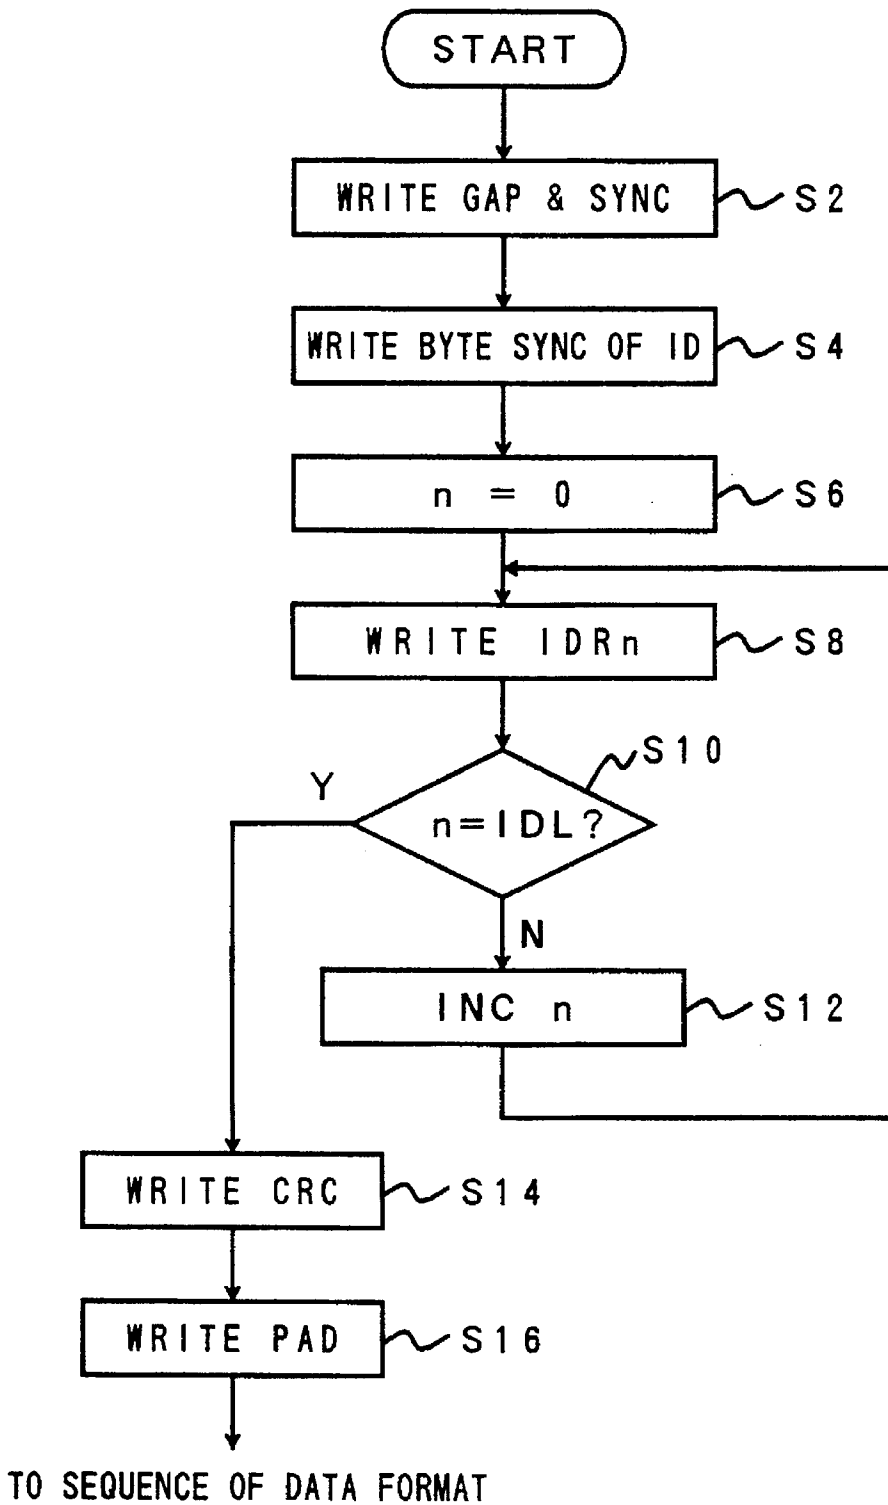 START
WRITE GAP & SYNC S2
WRITE BYTE SYNC OF ID S4
n = 0 S6
WRITE IDRn S8
S10
Y
n=IDL?
N
INC n S12
WRITE CRC S14
WRITE PAD S16
TO SEQUENCE OF DATA FORMAT